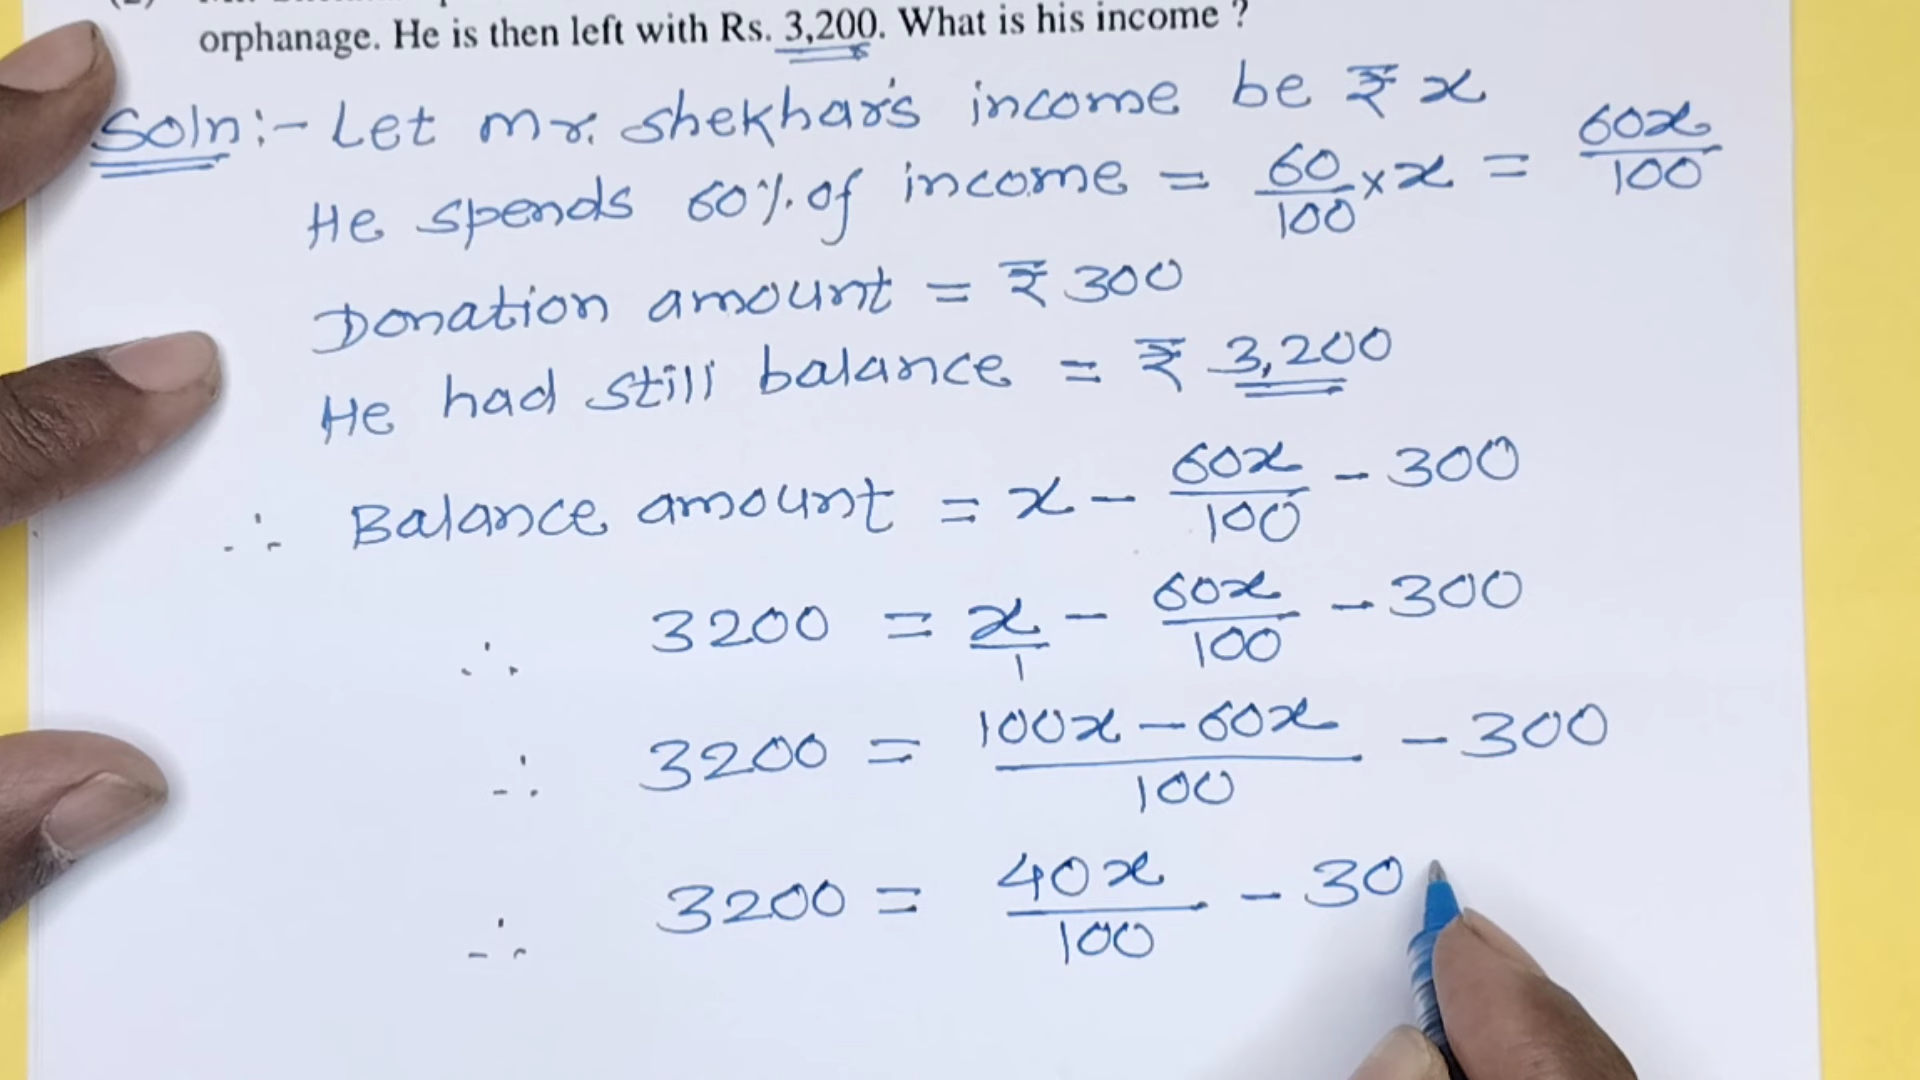 orphanage. He is then left with Rs. 3,200. What is his income ?
Soln:- Let Mr. Shekhar's income be ₹ x
He spends 60% of income = 60/100 × x = 60x/100
Donation amount = ₹ 300
He had still balance = ₹ 3,200
∴ Balance amount = x - 60x/100 - 300
∴ 3200 = x/1 - 60x/100 - 300
∴ 3200 = 100x - 60x/100 - 300
∴ 3200 = 40x/100 - 30